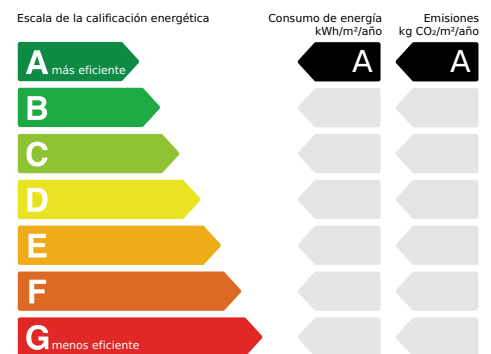 Escala de la calificación energética
Consumo de energía
kWh/m²/año
Emisiones
kg CO₂/m²/año
A más eficiente
A
A
B
C
D
E
F
G menos eficiente